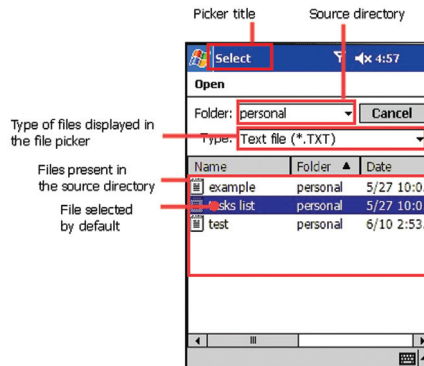 Picker title
Source directory
Select
4:57
Open
Folder: personal
Cancel
Type of files displayed in
the file picker
Type: Text file (*.TXT)
Files present in
the source directory
Name Folder Date
example personal 5/27 10:0
File selected
by default
sks list personal 5/27 10:0
test personal 6/10 2:53